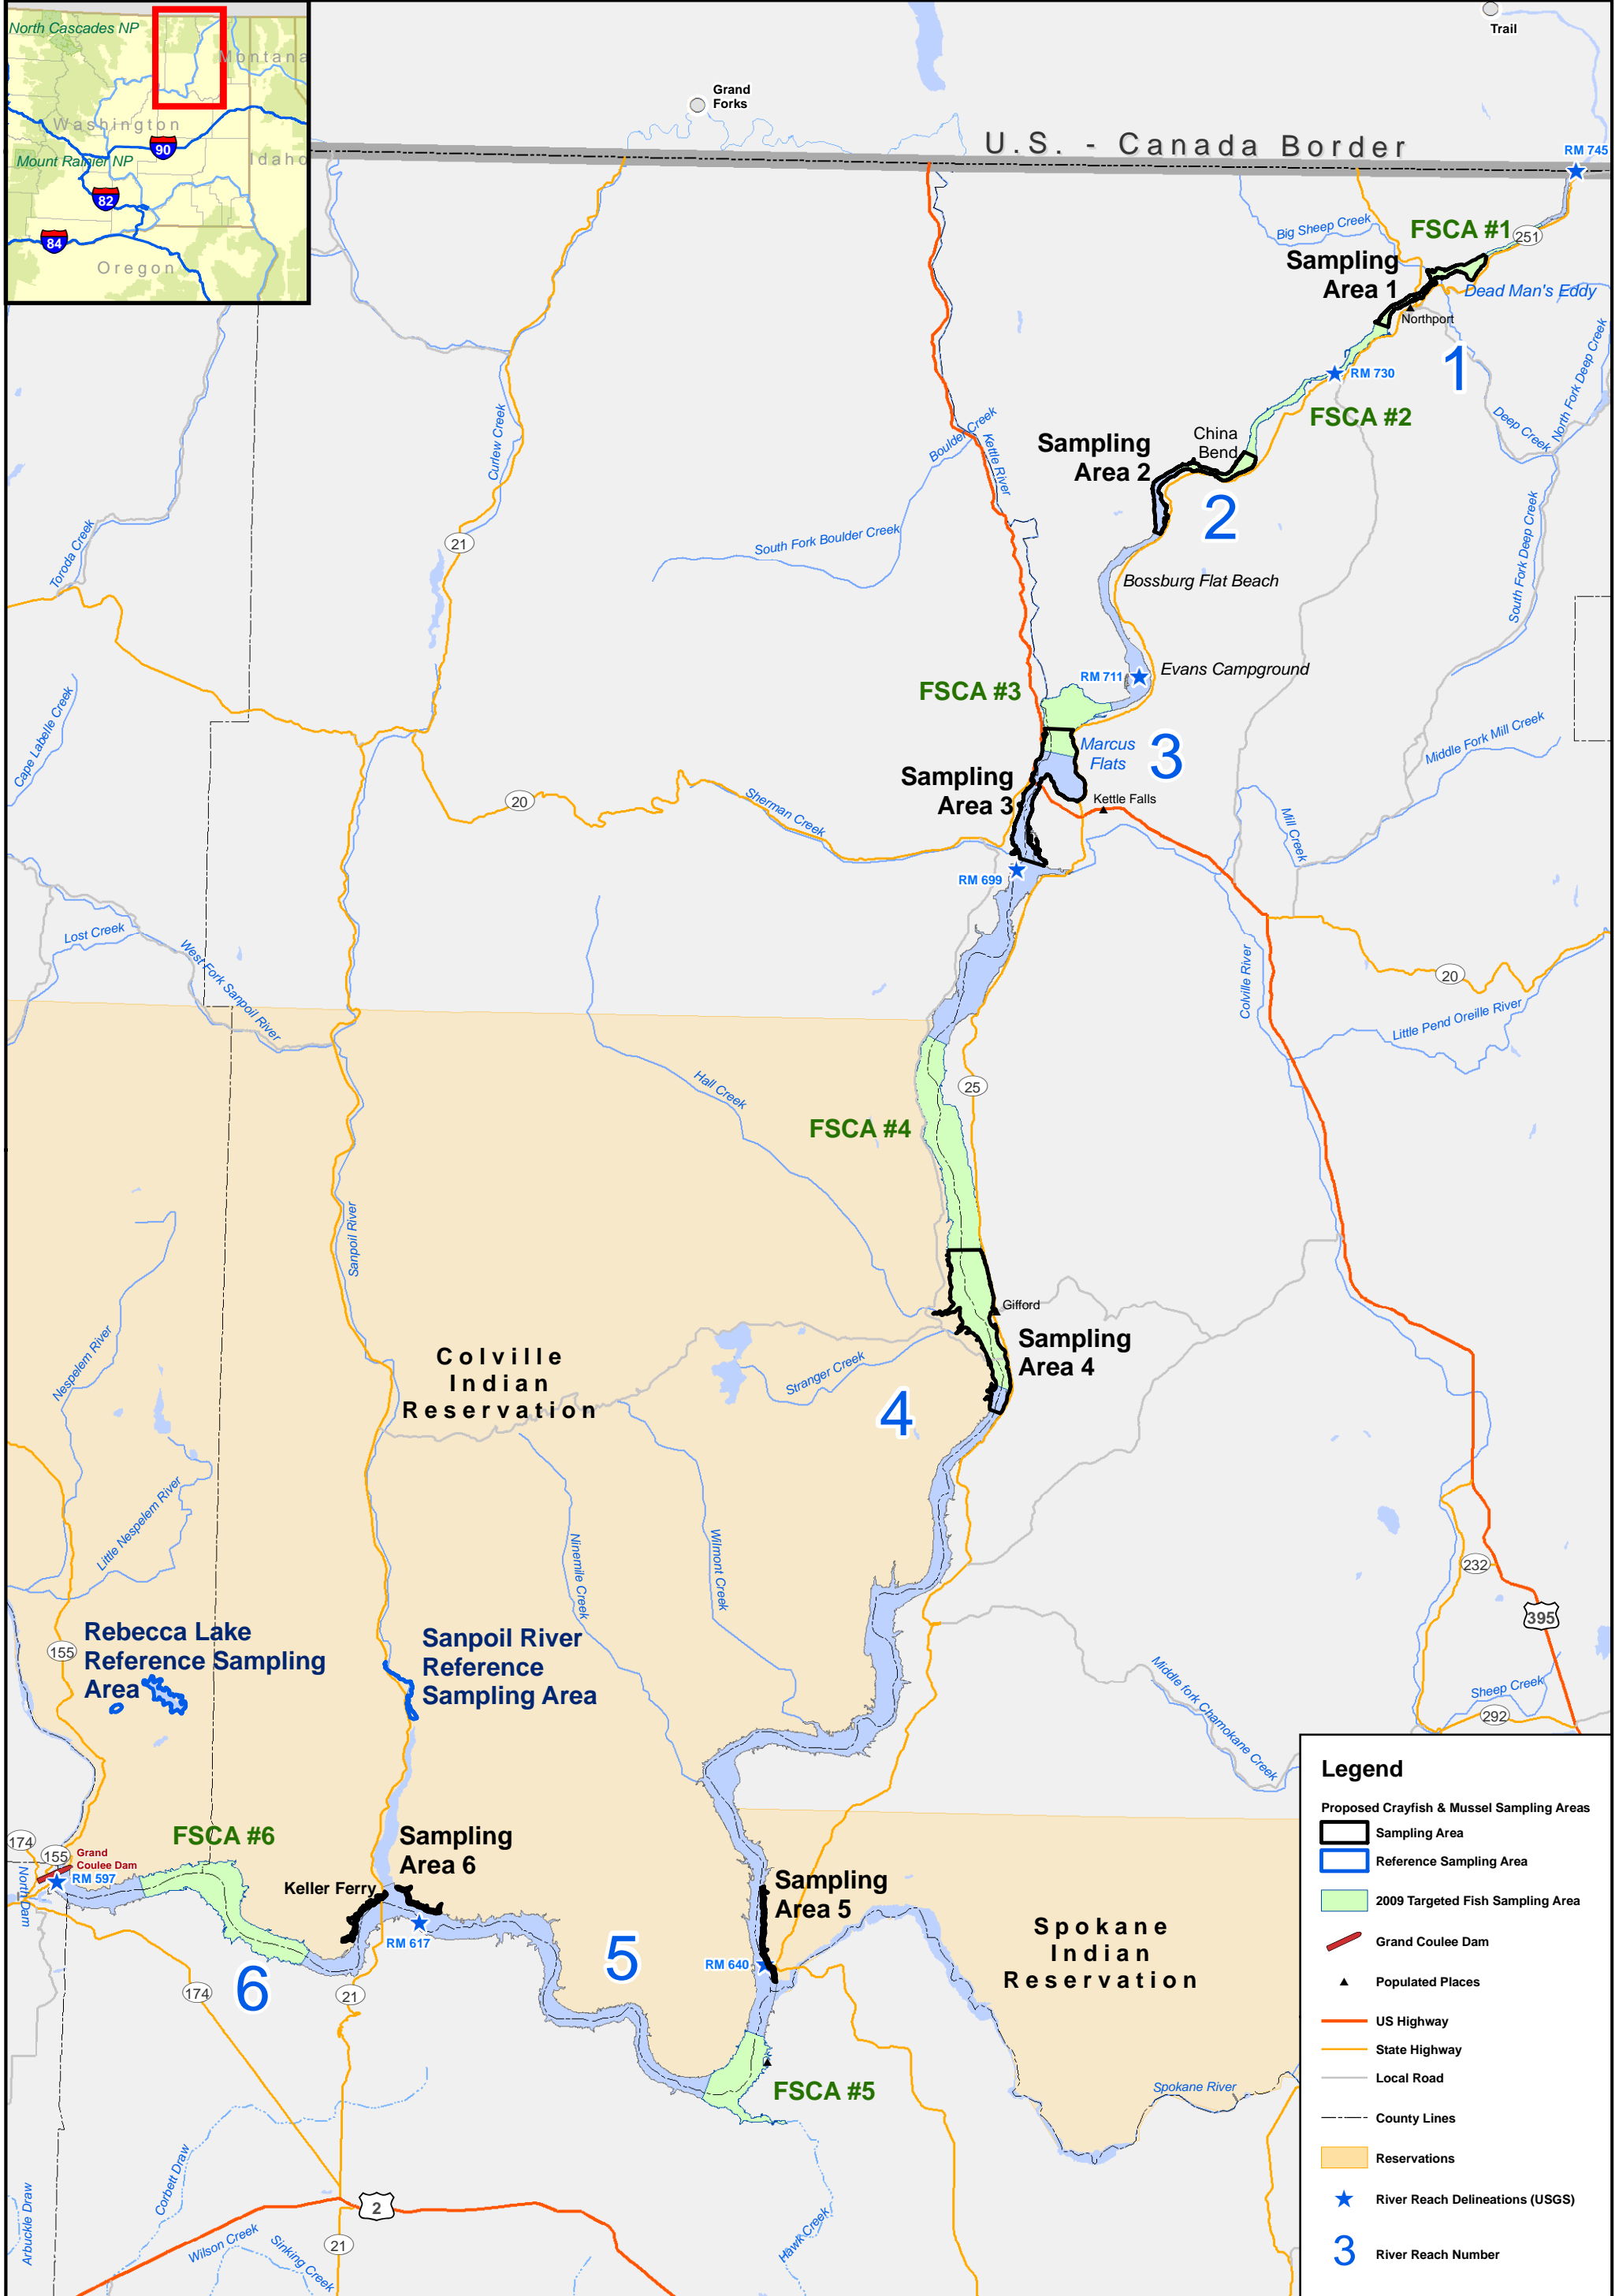 North Cascades NP
Montana
Washington
90
Mount Rainier NP
Idaho
82
84
Oregon
Trail
Grand
Forks
U.S. - Canada Border
RM 745
Big Sheep Creek
FSCA #1
251
Sampling
Area 1
Dead Man's Eddy
Northport
1
RM 730
FSCA #2
North Fork Deep Creek
Deep Creek
China
Bend
Sampling
Area 2
2
Boulder Creek
Kettle River
Curlew Creek
21
South Fork Boulder Creek
Toroda Creek
South Fork Deep Creek
Bossburg Flat Beach
RM 711
Evans Campground
FSCA #3
Cape Labelle Creek
Marcus
Flats
3
Middle Fork Mill Creek
Sampling
Area 3
Kettle Falls
20
Sherman Creek
Mill Creek
RM 699
Lost Creek
West Fork Sanpoil River
Colville River
20
Little Pend Oreille River
25
Hall Creek
FSCA #4
Sanpoil River
Gifford
Sampling
Area 4
Nespelem River
Colville
Indian
Reservation
Stranger Creek
4
Little Nespelem River
Ninemile Creek
Wilmont Creek
232
395
Rebecca Lake
Reference Sampling
Area
155
Sanpoil River
Reference
Sampling Area
Middle fork Chamokane Creek
Sheep Creek
292
174
155
Grand
Coulee Dam
RM 597
North Dam
FSCA #6
Sampling
Area 6
Keller Ferry
RM 617
Sampling
Area 5
RM 640
5
6
174
21
Spokane
Indian
Reservation
FSCA #5
Spokane River
Corbett Draw
Arbuckle Draw
2
Wilson Creek
Sinking Creek
21
Hawk Creek
Legend
Proposed Crayfish & Mussel Sampling Areas
Sampling Area
Reference Sampling Area
2009 Targeted Fish Sampling Area
Grand Coulee Dam
Populated Places
US Highway
State Highway
Local Road
County Lines
Reservations
River Reach Delineations (USGS)
3 River Reach Number